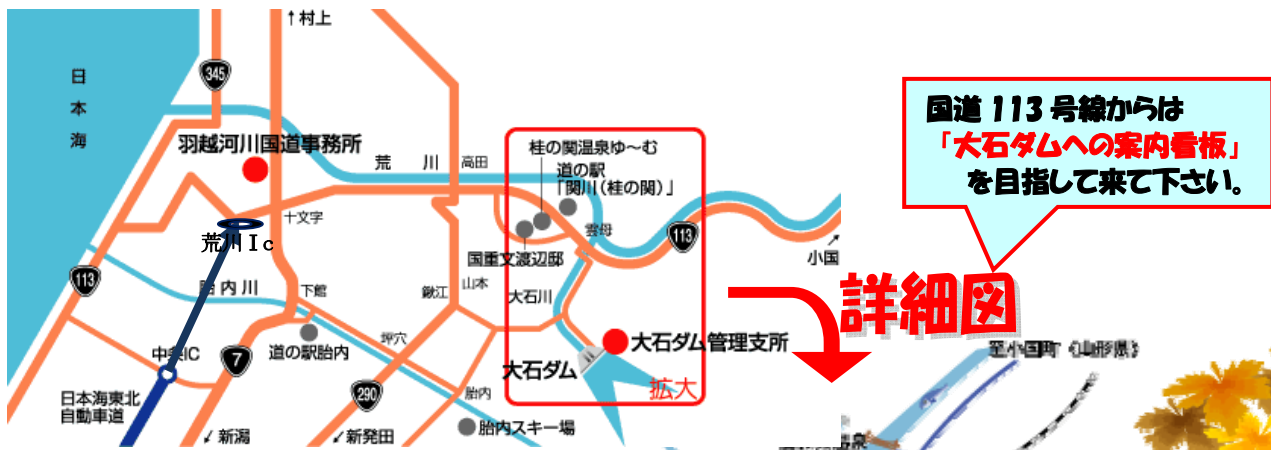 ↑村上
日本海
345
羽越河川国道事務所
荒川
高田
桂の関温泉ゆ〜む
道の駅
「関川(桂の関)」
国道113号線からは
「大石ダムへの案内看板」
を目指して来て下さい。
十文字
荒川Ic
雲母
113
小国
国重文渡辺邸
113
胎内川
下館
鍬江
山本
大石川
詳細図
大石ダム管理支所
道の駅胎内
坪穴
中条IC
7
大石ダム
至小国町(山形県)
290
胎内
拡大
日本海東北
自動車道
↙新潟
↙新発田
胎内スキー場